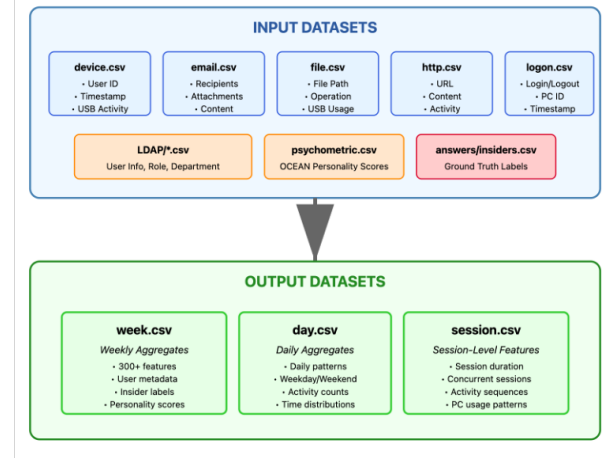 INPUT DATASETS
device.csv
• User ID
• Timestamp
• USB Activity
email.csv
• Recipients
• Attachments
• Content
file.csv
• File Path
• Operation
• USB Usage
http.csv
• URL
• Content
• Activity
logon.csv
• Login/Logout
• PC ID
• Timestamp
LDAP/*.csv
User Info, Role, Department
psychometric.csv
OCEAN Personality Scores
answers/insiders.csv
Ground Truth Labels
OUTPUT DATASETS
week.csv
Weekly Aggregates
• 300+ features
• User metadata
• Insider labels
• Personality scores
day.csv
Daily Aggregates
• Daily patterns
• Weekday/Weekend
• Activity counts
• Time distributions
session.csv
Session-Level Features
• Session duration
• Concurrent sessions
• Activity sequences
• PC usage patterns